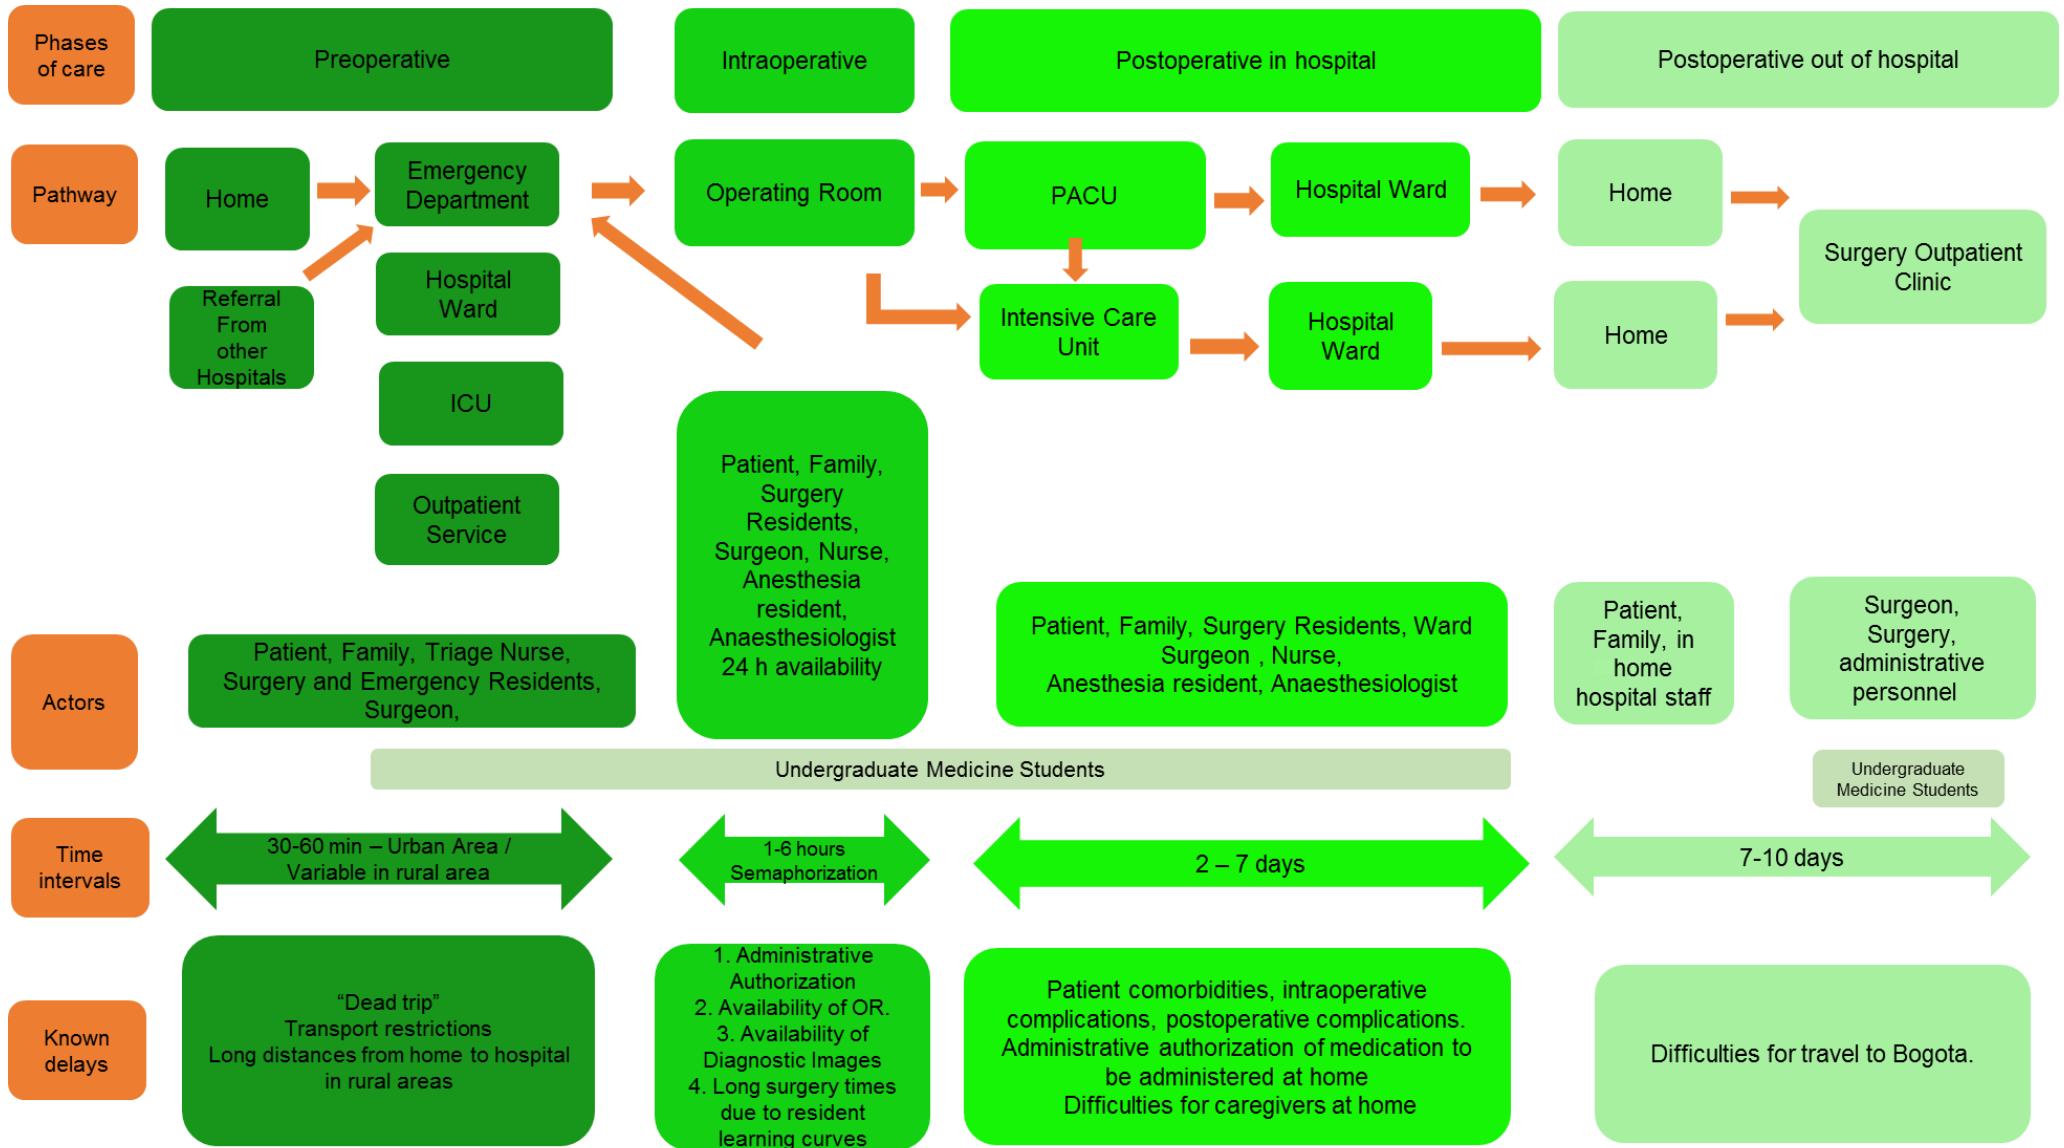 Phases
of care
Preoperative
Intraoperative
Postoperative in hospital
Postoperative out of hospital
Pathway
Home
Emergency
Department
Operating Room
PACU
Hospital Ward
Home
Surgery Outpatient
Clinic
Referral
From
other
Hospitals
Hospital
Ward
Intensive Care
Unit
Hospital
Ward
Home
ICU
Outpatient
Service
Actors
Patient, Family, Triage Nurse,
Surgery and Emergency Residents,
Surgeon,
Patient, Family,
Surgery
Residents,
Surgeon, Nurse,
Anesthesia
resident,
Anaesthesiologist
24 h availability
Patient, Family, Surgery Residents, Ward
Surgeon , Nurse,
Anesthesia resident, Anaesthesiologist
Patient,
Family, in
home
hospital staff
Surgeon,
Surgery,
administrative
personnel
Undergraduate Medicine Students
Undergraduate
Medicine Students
Time
intervals
30-60 min – Urban Area /
Variable in rural area
1-6 hours
Semaphorization
2 – 7 days
7-10 days
Known
delays
“Dead trip”
Transport restrictions
Long distances from home to hospital
in rural areas
1. Administrative
Authorization
2. Availability of OR.
3. Availability of
Diagnostic Images
4. Long surgery times
due to resident
learning curves
Patient comorbidities, intraoperative
complications, postoperative complications.
Administrative authorization of medication to
be administered at home
Difficulties for caregivers at home
Difficulties for travel to Bogota.